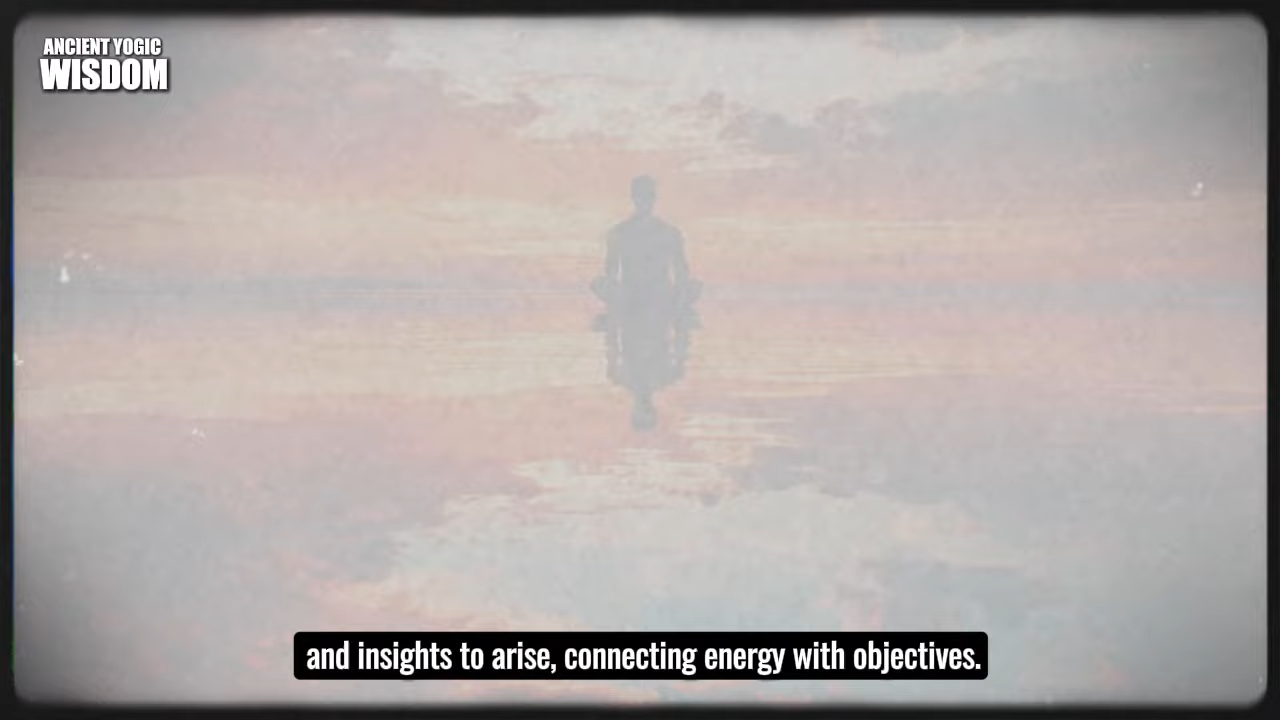 ANCIENT YOGIC
WISDOM
and insights to arise, connecting energy with objectives.